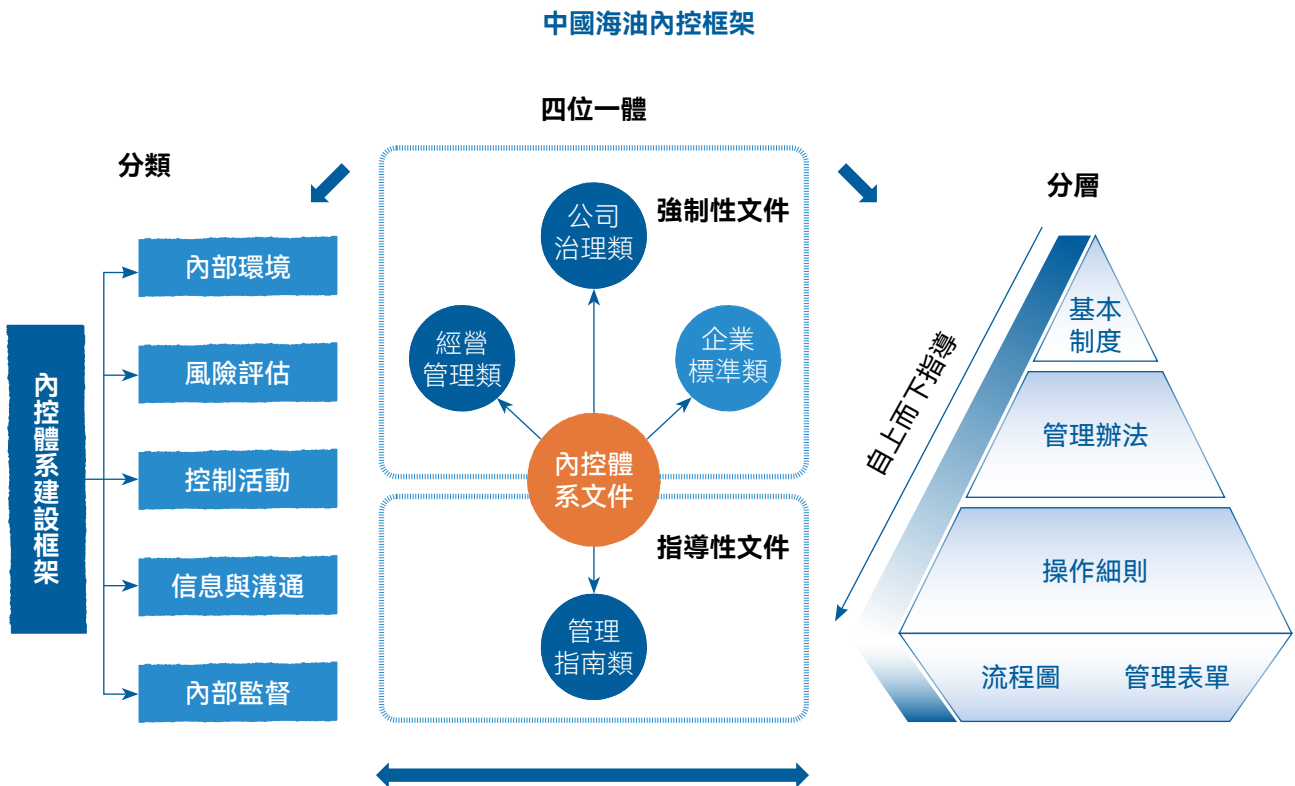 中國海油內控框架
四位一體
分類
分層
內控體系建設框架
內部環境
風險評估
控制活動
信息與溝通
內部監督
強制性文件
公司
治理類
經營
管理類
企業
標準類
內控體
系文件
指導性文件
管理
指南類
自上而下指導
基本
制度
管理辦法
操作細則
流程圖
管理表單